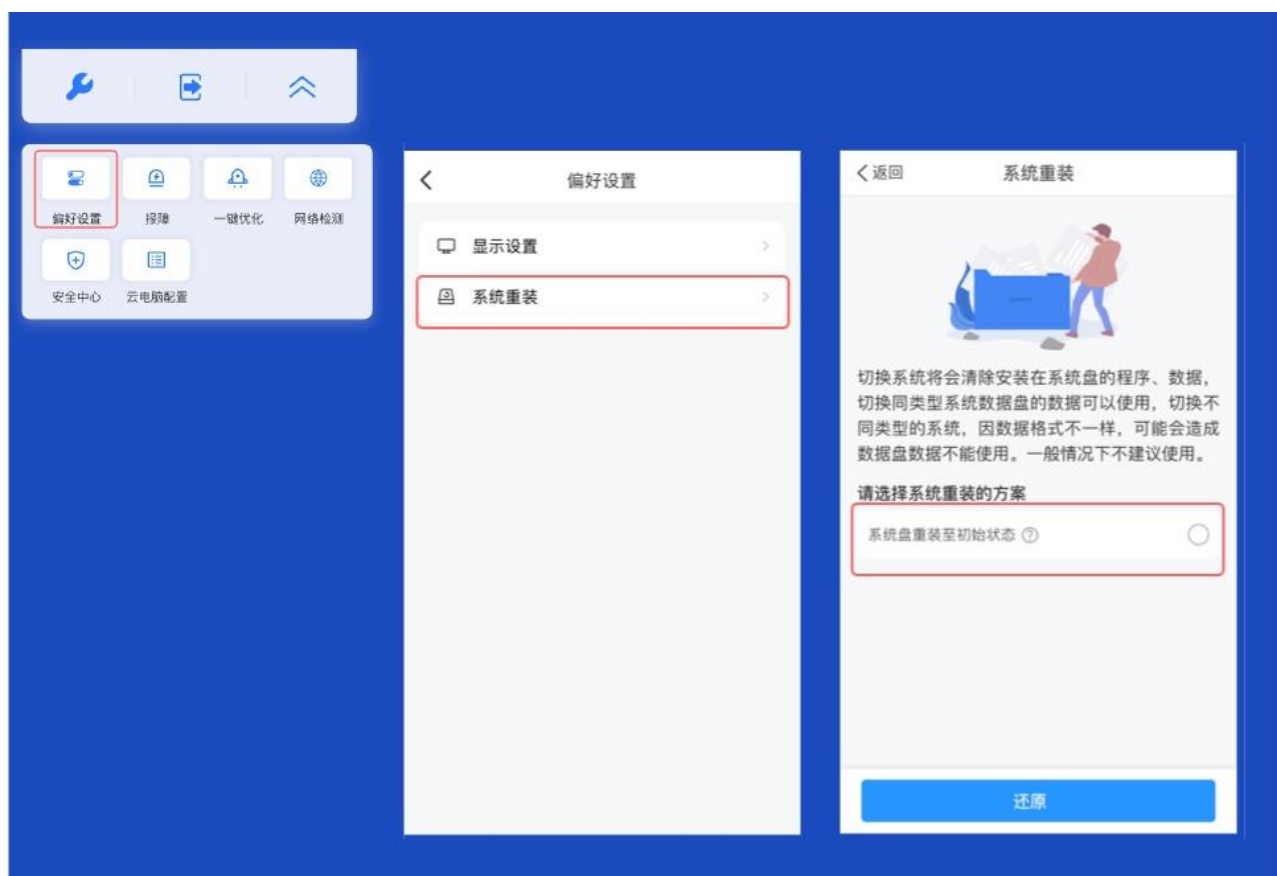 偏好设置
报障
一键优化
网络检测
安全中心
云电脑配置
偏好设置
显示设置
系统重装
返回
系统重装
切换系统将会清除安装在系统盘的程序、数据，
切换同类型系统数据盘的数据可以使用，切换不
同类型的系统，因数据格式不一样，可能会造成
数据盘数据不能使用。一般情况下不建议使用。
请选择系统重装的方案
系统盘重装至初始状态 ?
还原